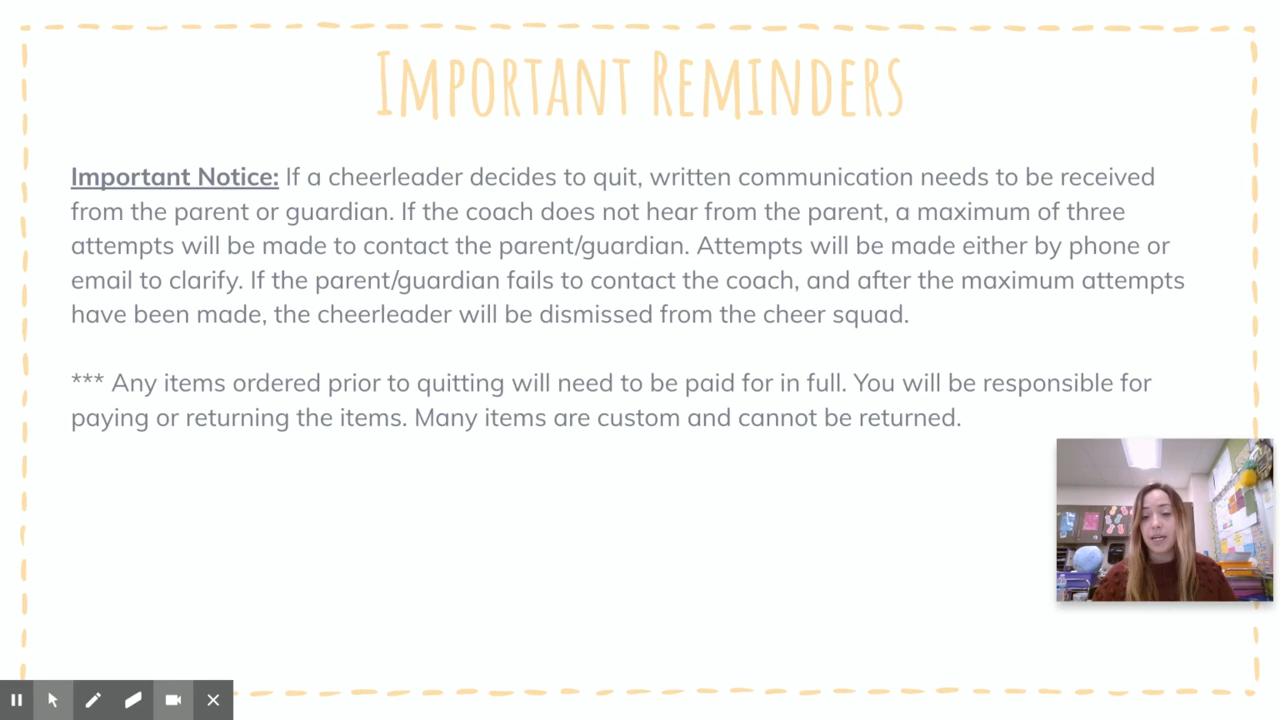 Important Reminders
Important Notice: If a cheerleader decides to quit, written communication needs to be received
from the parent or guardian. If the coach does not hear from the parent, a maximum of three
attempts will be made to contact the parent/guardian. Attempts will be made either by phone or
email to clarify. If the parent/guardian fails to contact the coach, and after the maximum attempts
have been made, the cheerleader will be dismissed from the cheer squad.
*** Any items ordered prior to quitting will need to be paid for in full. You will be responsible for
paying or returning the items. Many items are custom and cannot be returned.